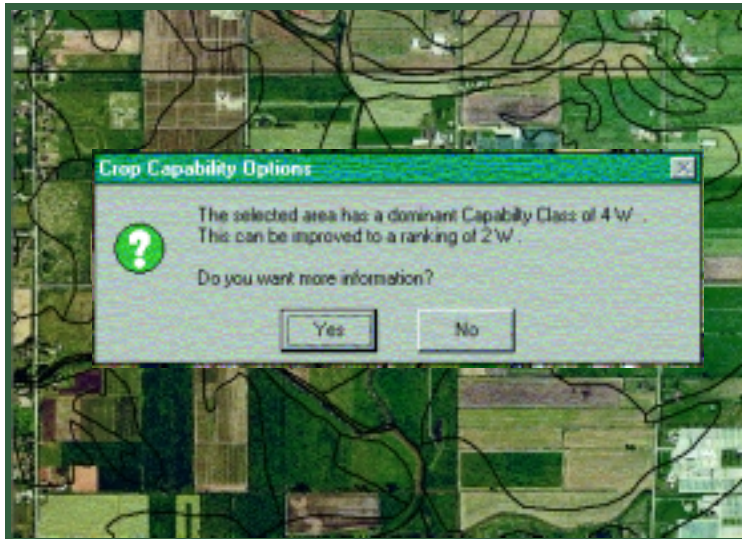 Crop Capability Options
The selected area has a dominant Capabilty Class of 4 W .
This can be improved to a ranking of 2 W .
Do you want more information?
Yes
No